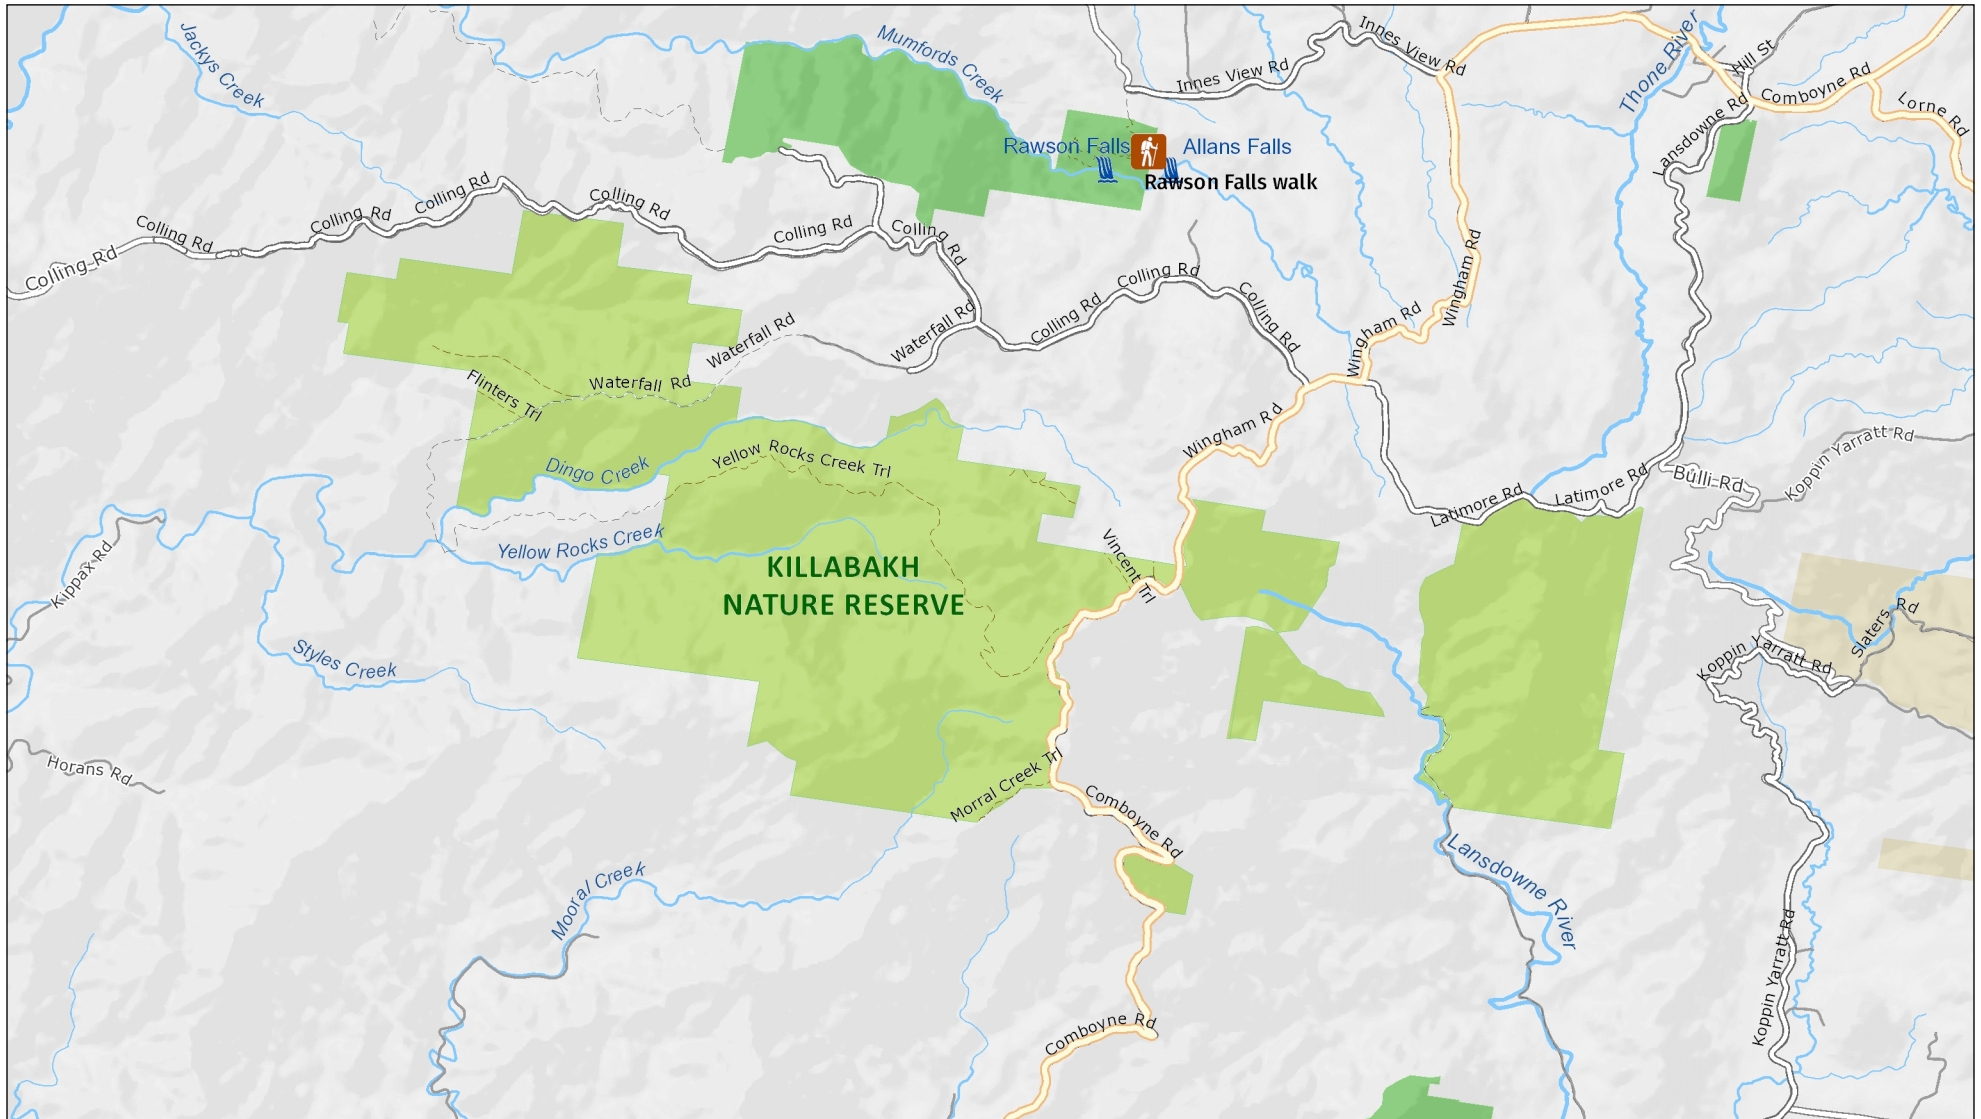 Jackys Creek
Mumfords Creek
Innes View Rd
Innes View Rd
Thone River
Hill St
Comboyne Rd
Lorne Rd
Lansdowne Rd
Rawson Falls
Allans Falls
Rawson Falls walk
Colling Rd
Colling Rd
Colling Rd
Colling Rd
Colling Rd
Colling Rd
Colling Rd
Colling Rd
Colling Rd
Colling Rd
Wingham Rd
Wingham Rd
Waterfall Rd
Waterfall Rd
Waterfall Rd
Flinters Trl
Wingham Rd
Koppin Yarratt Rd
Dingo Creek
Yellow Rocks Creek Trl
Bulli Rd
Latimore Rd
Latimore Rd
Yellow Rocks Creek
Vincent Trl
Kippax Rd
KILLABAKH
NATURE RESERVE
Slaters Rd
Koppin Yarratt Rd
Styles Creek
Horans Rd
Morral Creek Trl
Comboyne Rd
Lansdowne River
Mooral Creek
Koppin Yarratt Rd
Comboyne Rd